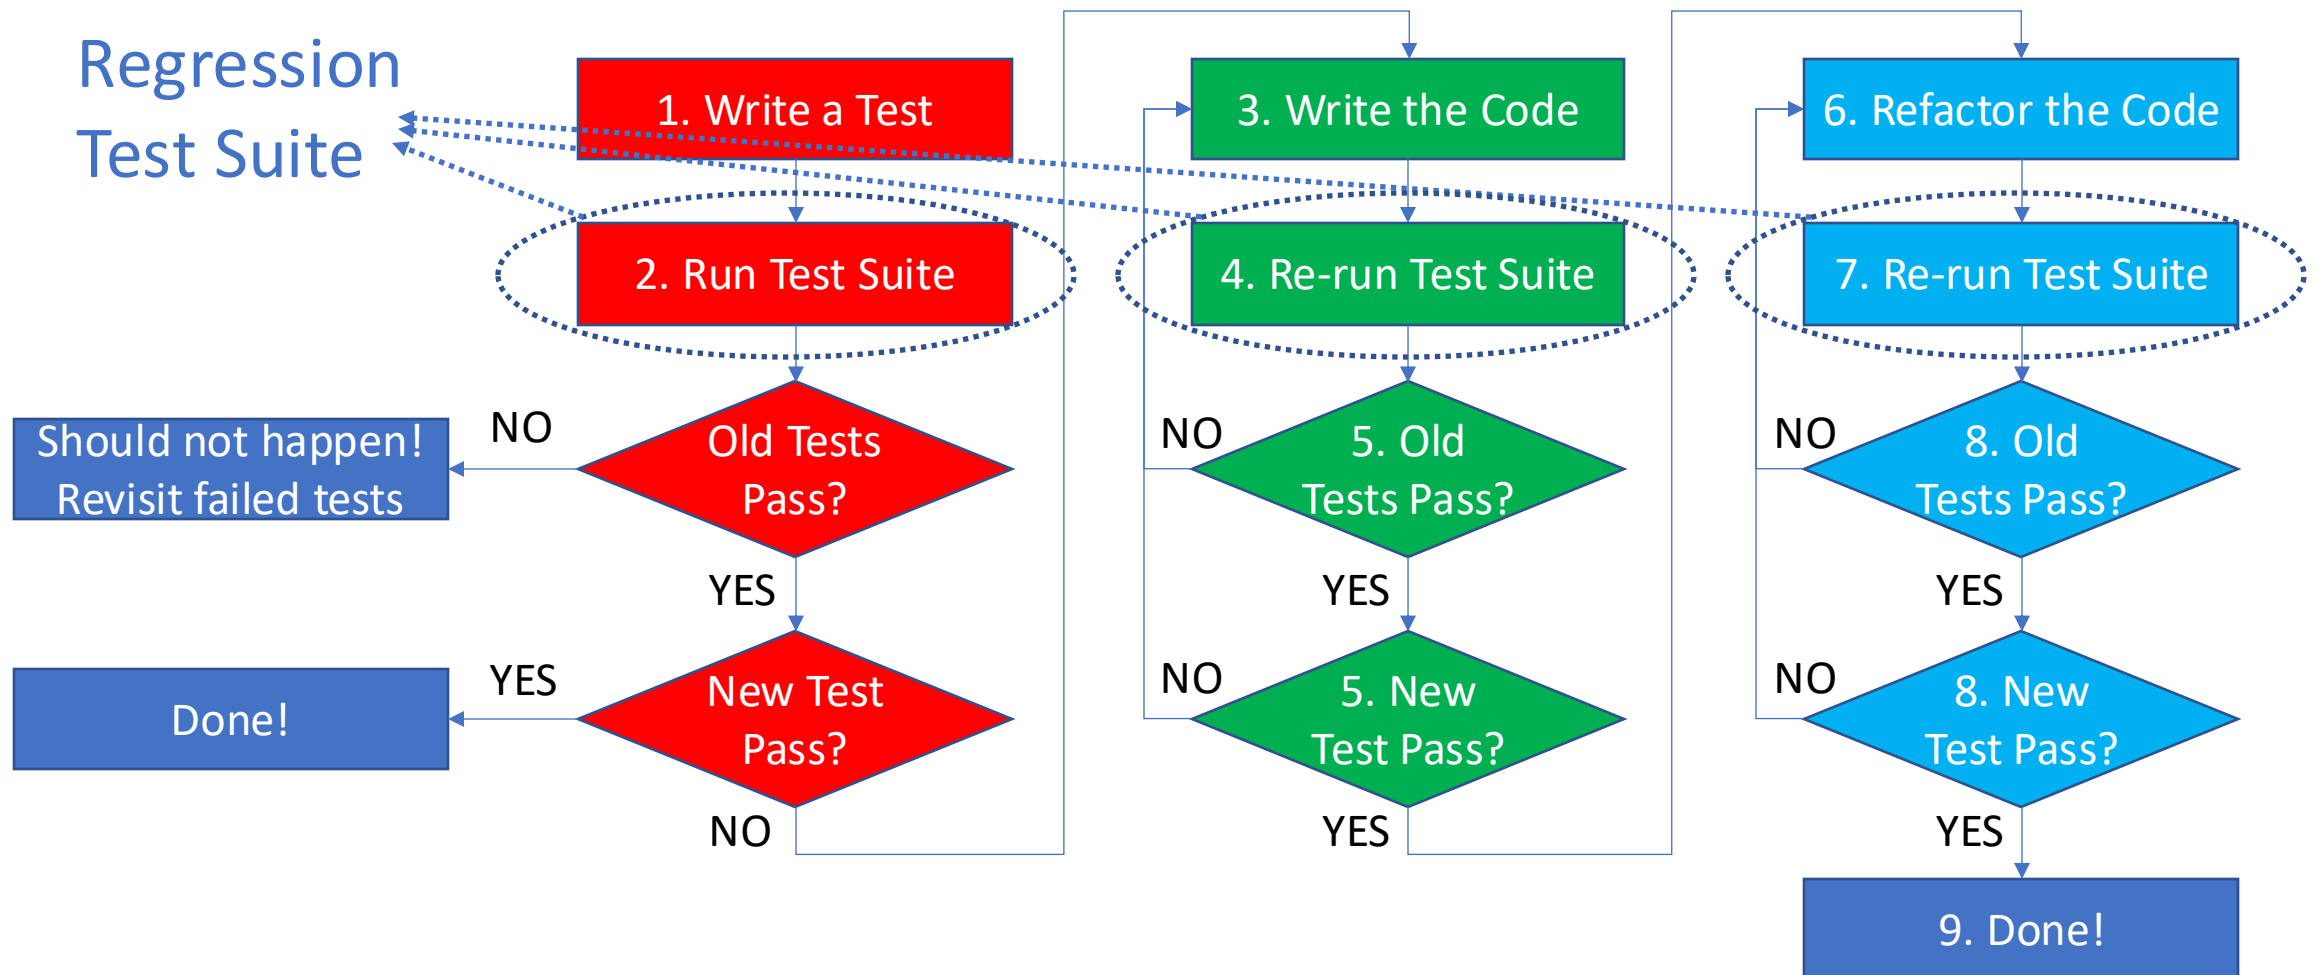 Regression
Test Suite
1. Write a Test
2. Run Test Suite
Old Tests
Pass?
NO
Should not happen!
Revisit failed tests
YES
New Test
Pass?
YES
Done!
NO
3. Write the Code
4. Re-run Test Suite
5. Old
Tests Pass?
NO
YES
5. New
Test Pass?
NO
YES
6. Refactor the Code
7. Re-run Test Suite
8. Old
Tests Pass?
NO
YES
8. New
Test Pass?
NO
YES
9. Done!